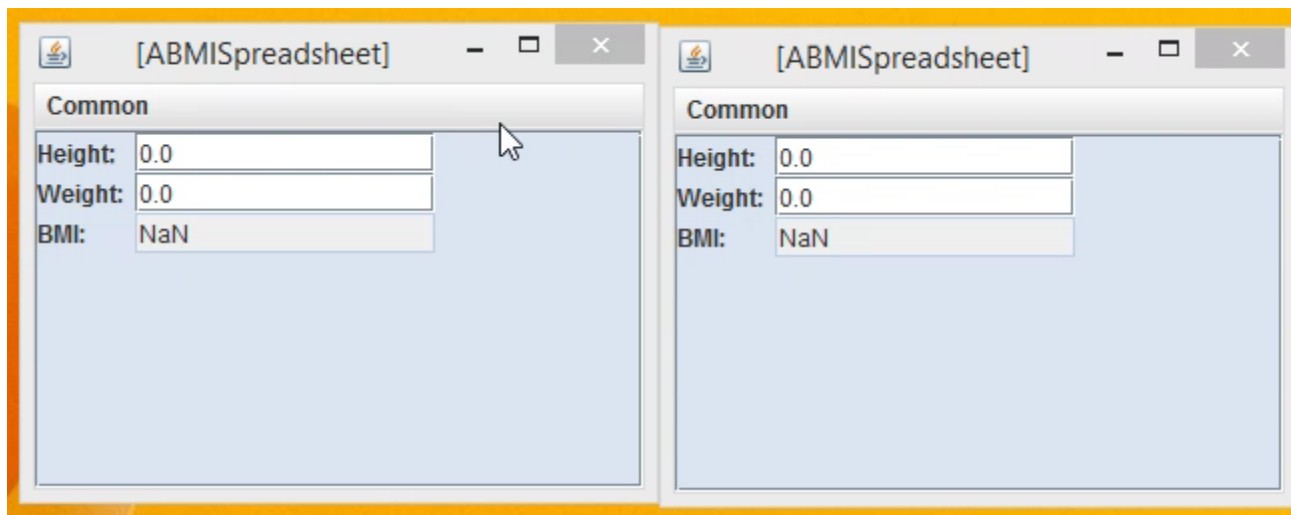 [ABMISpreadsheet]
Common
Height: 0.0
Weight: 0.0
BMI: NaN
[ABMISpreadsheet]
Common
Height: 0.0
Weight: 0.0
BMI: NaN